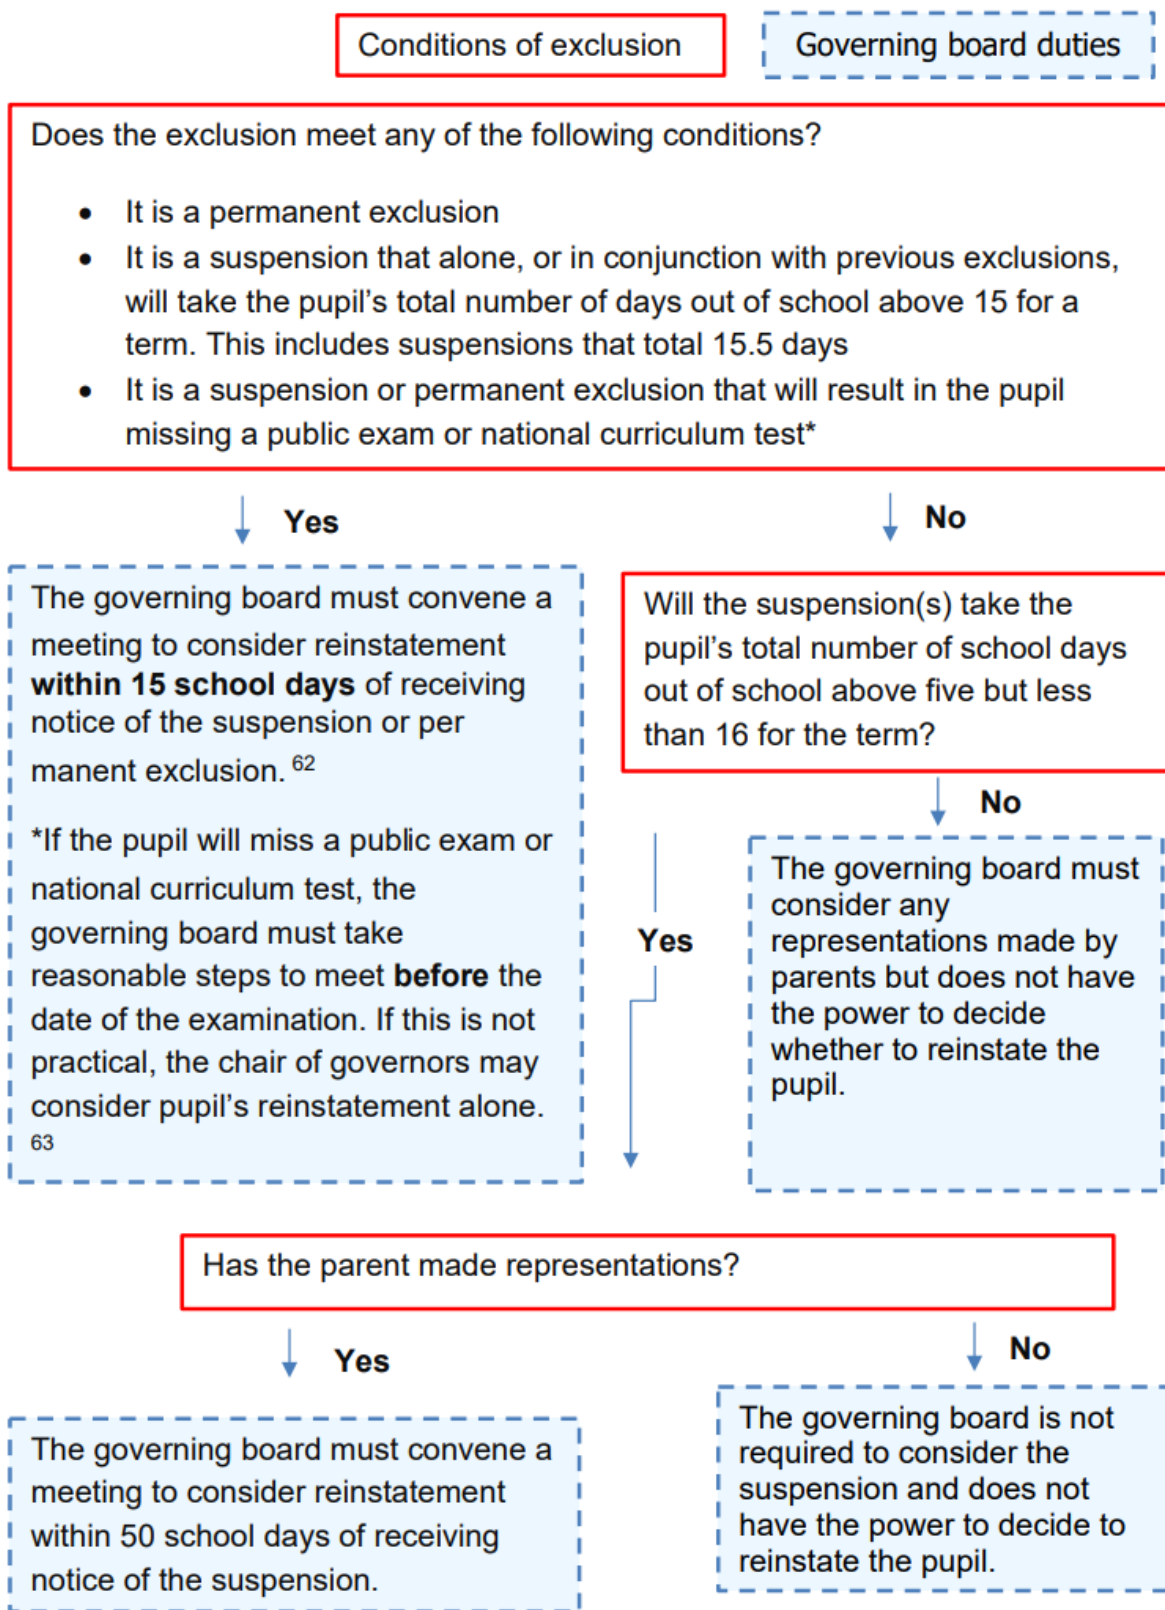 Conditions of exclusion
Governing board duties
Does the exclusion meet any of the following conditions?
• It is a permanent exclusion
• It is a suspension that alone, or in conjunction with previous exclusions,
will take the pupil’s total number of days out of school above 15 for a
term. This includes suspensions that total 15.5 days
• It is a suspension or permanent exclusion that will result in the pupil
missing a public exam or national curriculum test*
Yes
No
The governing board must convene a
meeting to consider reinstatement
within 15 school days of receiving
notice of the suspension or per
manent exclusion. 62
*If the pupil will miss a public exam or
national curriculum test, the
governing board must take
reasonable steps to meet before the
date of the examination. If this is not
practical, the chair of governors may
consider pupil’s reinstatement alone.
63
Will the suspension(s) take the
pupil’s total number of school days
out of school above five but less
than 16 for the term?
Yes
No
The governing board must
consider any
representations made by
parents but does not have
the power to decide
whether to reinstate the
pupil.
Has the parent made representations?
Yes
No
The governing board must convene a
meeting to consider reinstatement
within 50 school days of receiving
notice of the suspension.
The governing board is not
required to consider the
suspension and does not
have the power to decide to
reinstate the pupil.